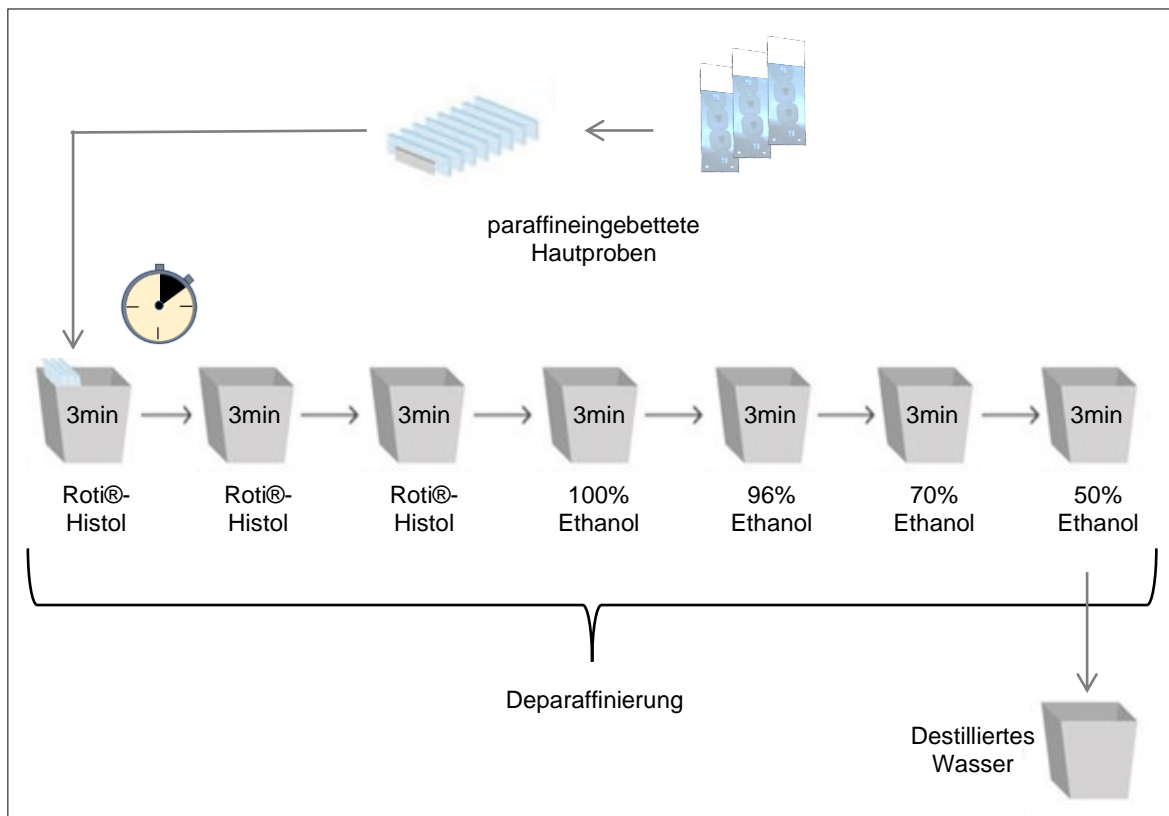 paraffineingebettete
Hautproben
3min 3min 3min 3min 3min 3min 3min
Roti®- Roti®- Roti®- 100% 96% 70% 50%
Histol Histol Histol Ethanol Ethanol Ethanol Ethanol
Deparaffinierung
Destilliertes
Wasser